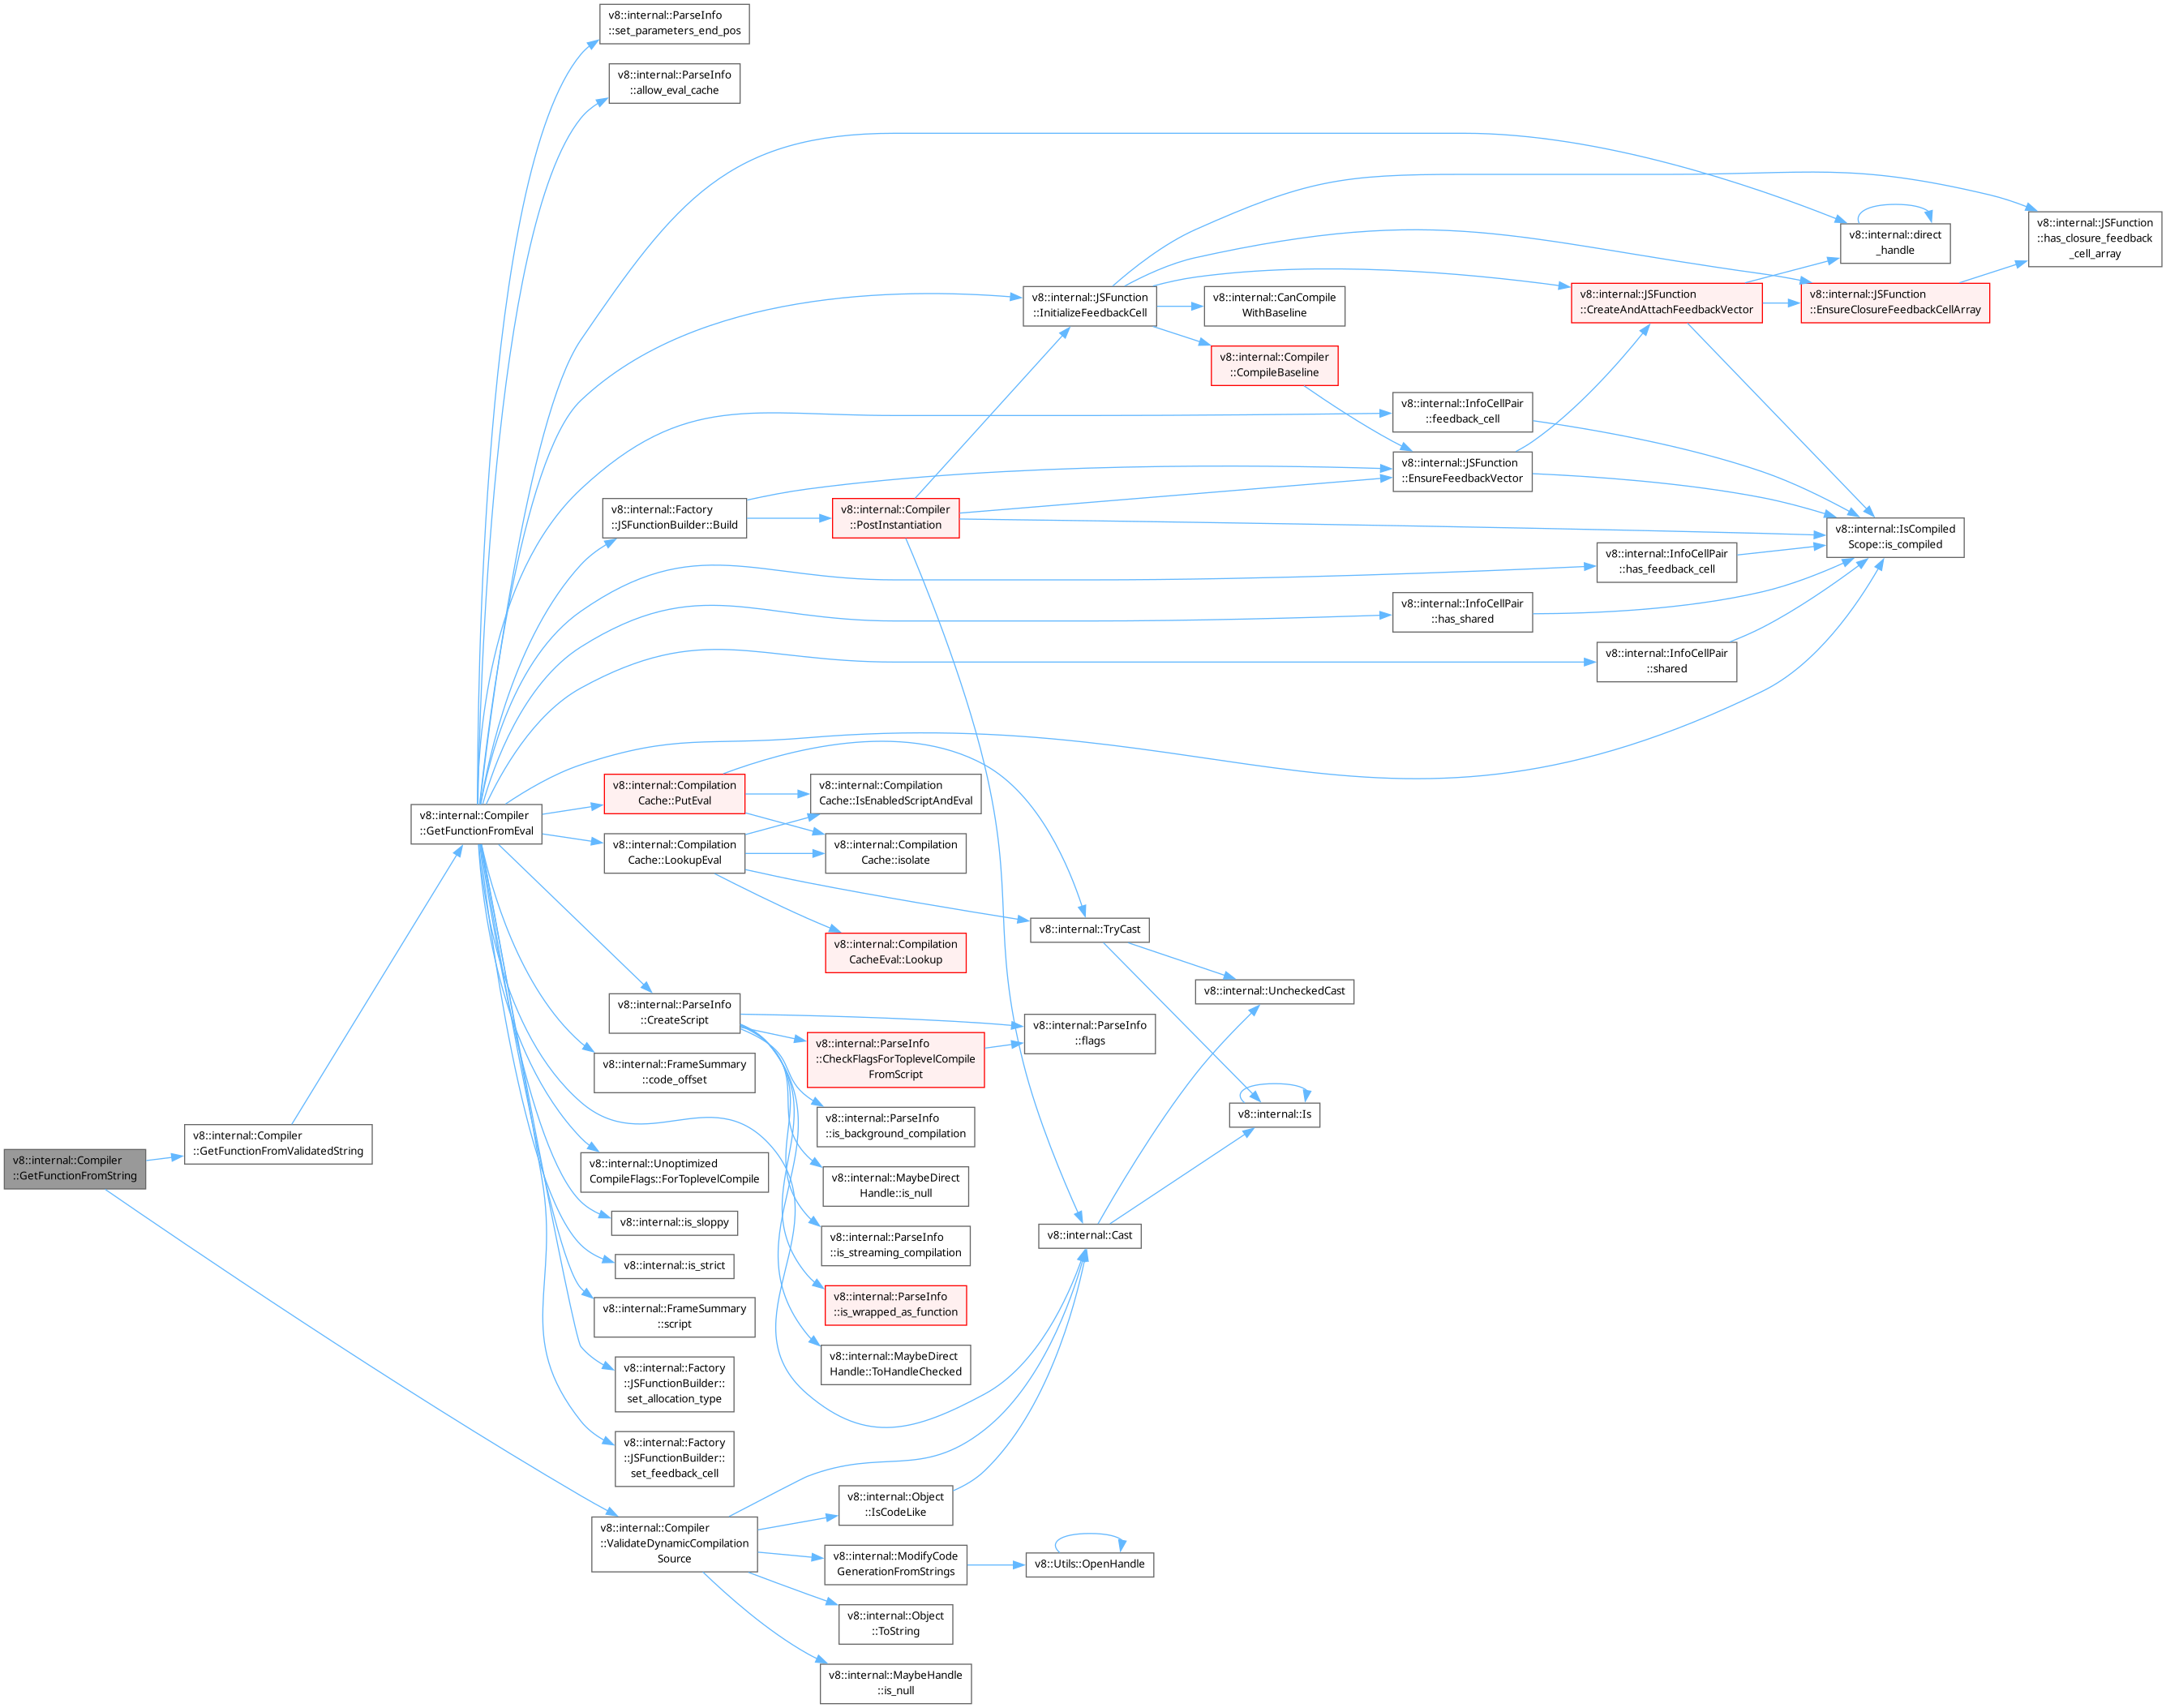 v8::internal::ParseInfo
::set_parameters_end_pos
v8::internal::ParseInfo
::allow_eval_cache
v8::internal::direct
_handle
v8::internal::JSFunction
::has_closure_feedback
_cell_array
v8::internal::JSFunction
::InitializeFeedbackCell
v8::internal::CanCompile
WithBaseline
v8::internal::JSFunction
::CreateAndAttachFeedbackVector
v8::internal::JSFunction
::EnsureClosureFeedbackCellArray
v8::internal::Compiler
::CompileBaseline
v8::internal::InfoCellPair
::feedback_cell
v8::internal::JSFunction
::EnsureFeedbackVector
v8::internal::Factory
::JSFunctionBuilder::Build
v8::internal::Compiler
::PostInstantiation
v8::internal::IsCompiled
Scope::is_compiled
v8::internal::InfoCellPair
::has_feedback_cell
v8::internal::InfoCellPair
::has_shared
v8::internal::InfoCellPair
::shared
v8::internal::Compilation
Cache::PutEval
v8::internal::Compilation
Cache::IsEnabledScriptAndEval
v8::internal::Compiler
::GetFunctionFromEval
v8::internal::Compilation
Cache::LookupEval
v8::internal::Compilation
Cache::isolate
v8::internal::TryCast
v8::internal::Compilation
CacheEval::Lookup
v8::internal::UncheckedCast
v8::internal::ParseInfo
::CreateScript
v8::internal::ParseInfo
::flags
v8::internal::ParseInfo
::CheckFlagsForToplevelCompile
FromScript
v8::internal::FrameSummary
::code_offset
v8::internal::Is
v8::internal::ParseInfo
::is_background_compilation
v8::internal::Compiler
::GetFunctionFromValidatedString
v8::internal::Compiler
::GetFunctionFromString
v8::internal::Unoptimized
CompileFlags::ForToplevelCompile
v8::internal::MaybeDirect
Handle::is_null
v8::internal::is_sloppy
v8::internal::Cast
v8::internal::ParseInfo
::is_streaming_compilation
v8::internal::is_strict
v8::internal::ParseInfo
::is_wrapped_as_function
v8::internal::FrameSummary
::script
v8::internal::MaybeDirect
Handle::ToHandleChecked
v8::internal::Factory
::JSFunctionBuilder::
set_allocation_type
v8::internal::Factory
::JSFunctionBuilder::
set_feedback_cell
v8::internal::Object
::IsCodeLike
v8::internal::Compiler
::ValidateDynamicCompilation
Source
v8::internal::ModifyCode
GenerationFromStrings
v8::Utils::OpenHandle
v8::internal::Object
::ToString
v8::internal::MaybeHandle
::is_null